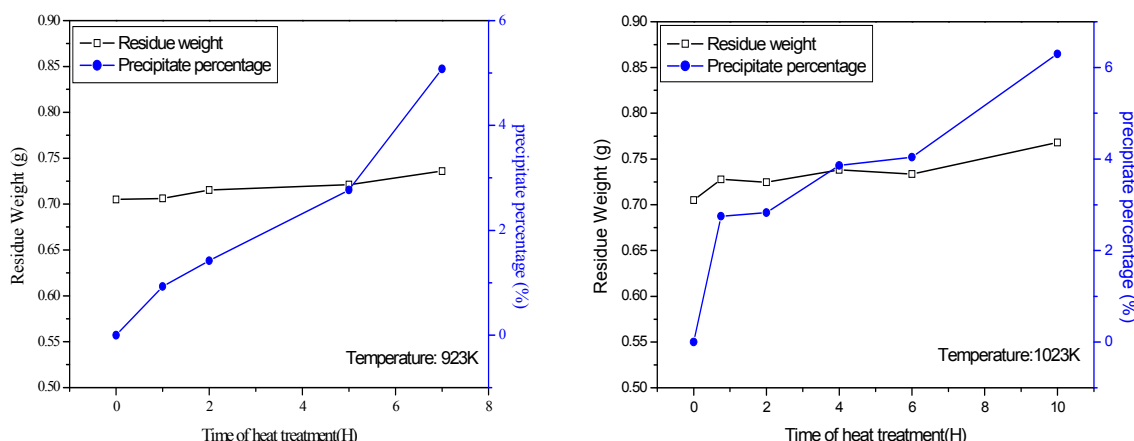 0.90
0.85
0.80
0.75
0.70
0.65
0.60
0.55
0.50
Residue Weight (g)
Residue weight
Precipitate percentage
6
4
2
0
precipitate percentage (%)
Temperature: 923K
0 2 4 6 8
Time of heat treatment(H)
0.90
0.85
0.80
0.75
0.70
0.65
0.60
0.55
0.50
Residue Weight (g)
Residue weight
Precipitate percentage
6
4
2
0
precipitate percentage (%)
Temperature:1023K
0 2 4 6 8 10
Time of heat treatment(H)